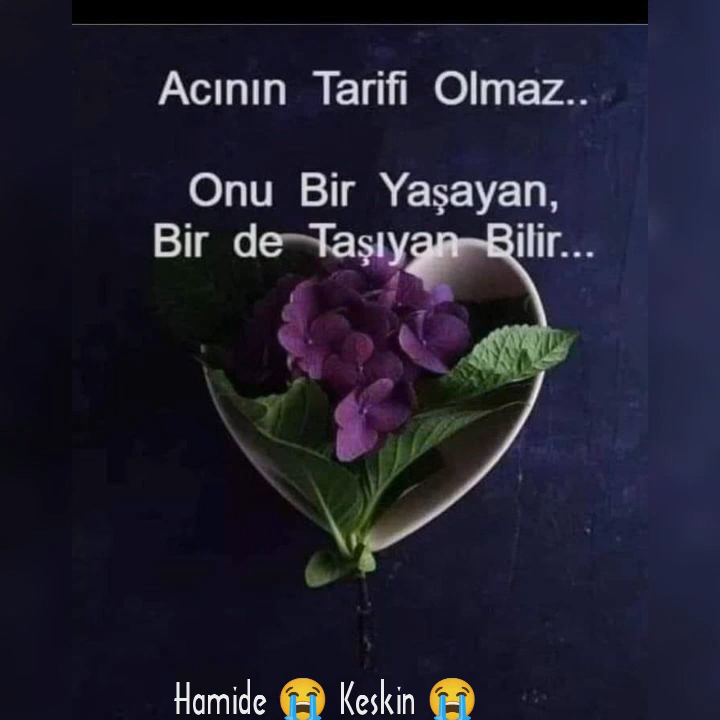 Acının Tarifi Olmaz..
Onu Bir Yaşayan,
Bir de Taşıyan Bilir...
Hamide 😭 Keskin 😭